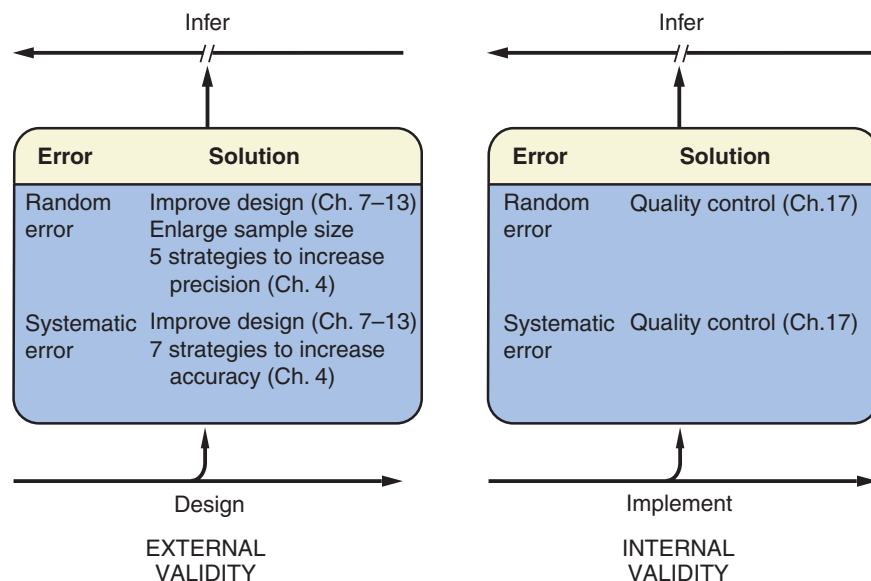 Infer
Error Solution
Random error
Improve design (Ch. 7–13)
Enlarge sample size
5 strategies to increase
precision (Ch. 4)
Systematic error
Improve design (Ch. 7–13)
7 strategies to increase
accuracy (Ch. 4)
Design
EXTERNAL
VALIDITY
Infer
Error Solution
Random error
Quality control (Ch.17)
Systematic error
Quality control (Ch.17)
Implement
INTERNAL
VALIDITY